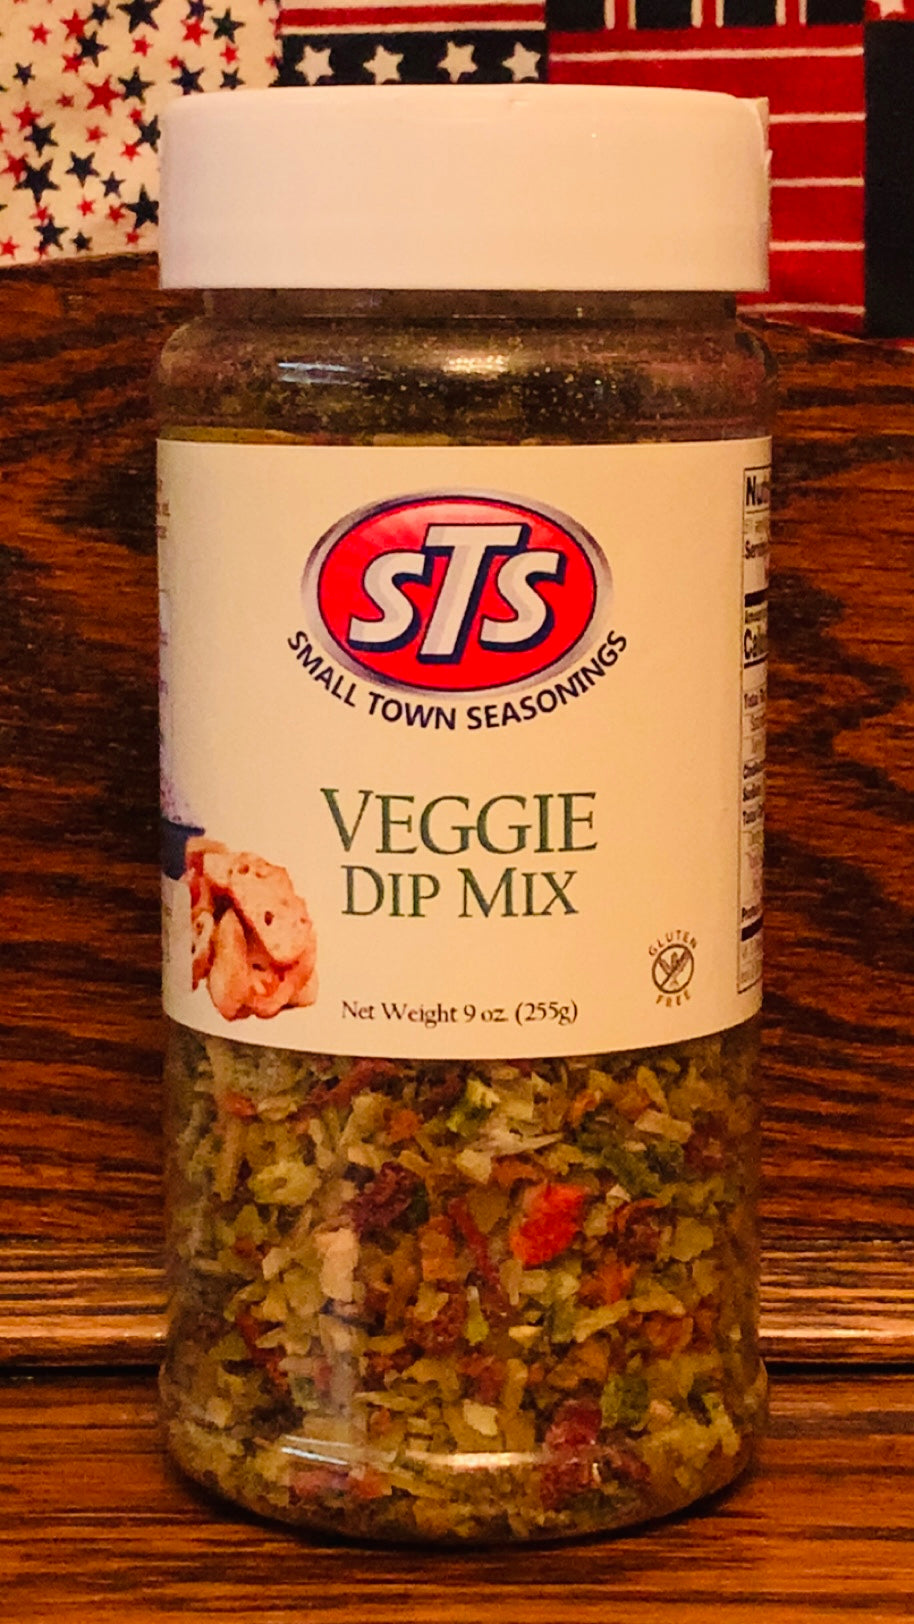 STS
SMALL TOWN SEASONINGS
VEGGIE
DIP MIX
GLUTEN
FREE
Net Weight 9 oz. (255g)